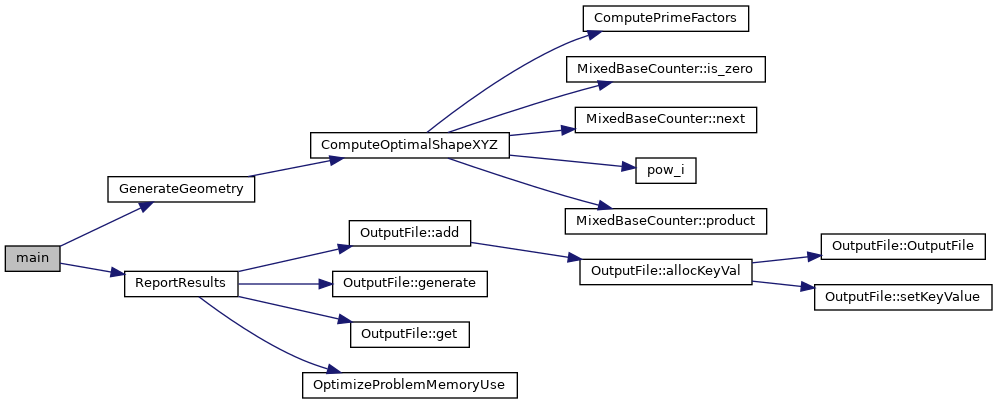 main
GenerateGeometry
ComputeOptimalShapeXYZ
ComputePrimeFactors
MixedBaseCounter::is_zero
MixedBaseCounter::next
pow_i
MixedBaseCounter::product
ReportResults
OutputFile::add
OutputFile::allocKeyVal
OutputFile::OutputFile
OutputFile::setKeyValue
OutputFile::generate
OutputFile::get
OptimizeProblemMemoryUse